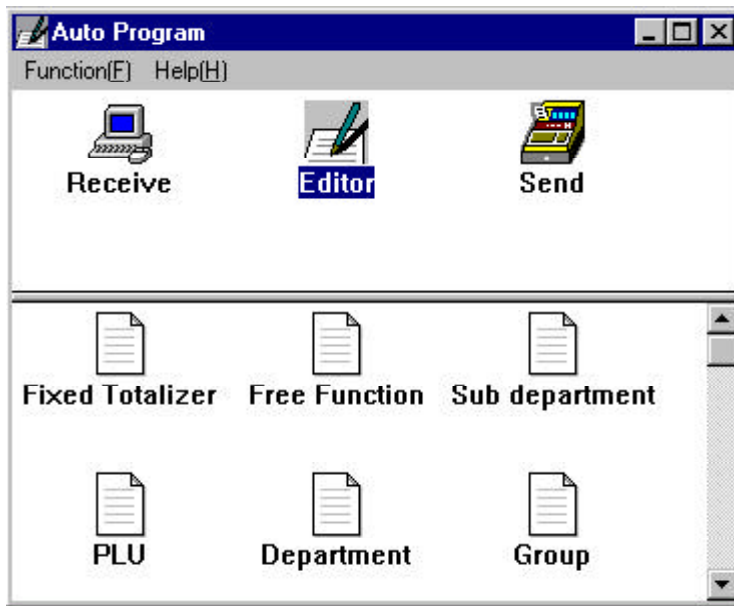 Auto Program
Function(F) Help(H)
Receive Editor Send
Fixed Totalizer Free Function Sub department
PLU Department Group